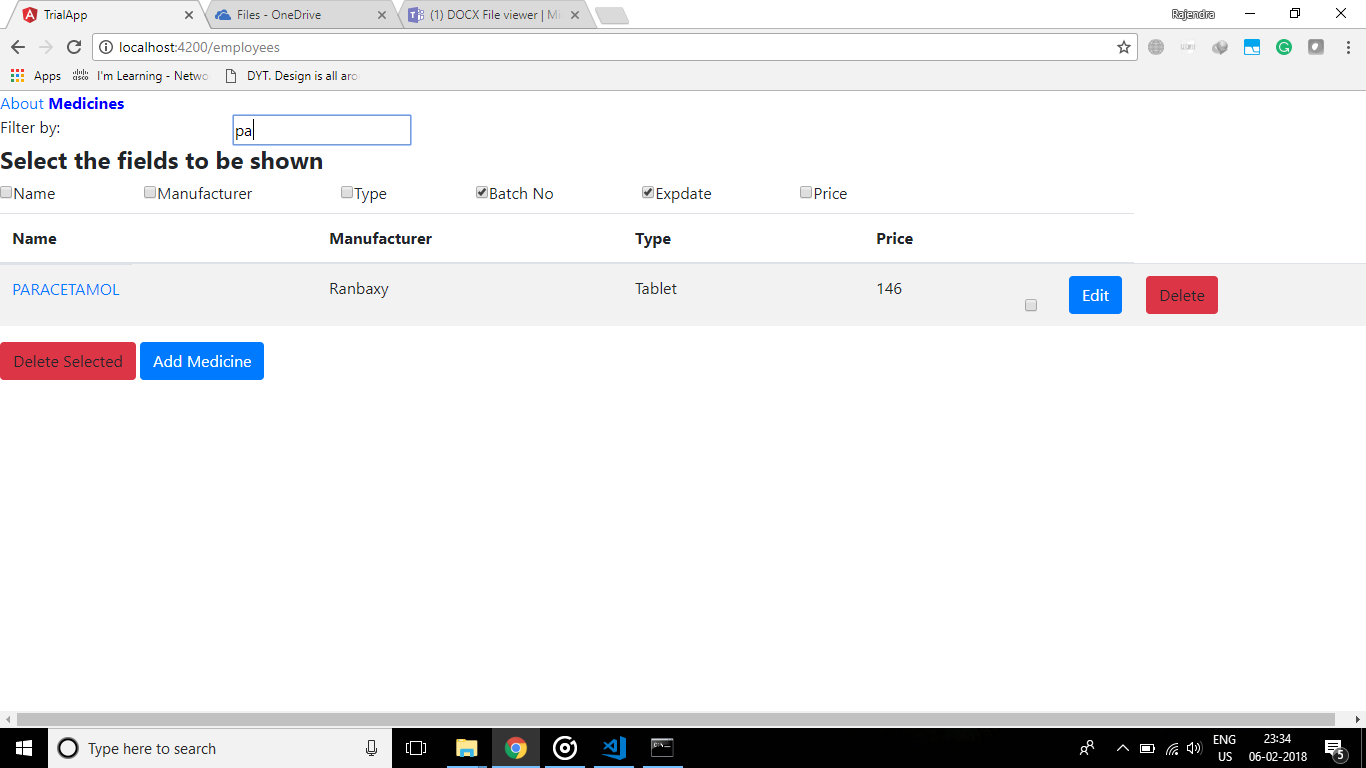 TrialApp
Files - OneDrive
(1) DOCX File viewer | Mi
Rajendra
localhost:4200/employees
Apps
I'm Learning - Netwo
DYT. Design is all aro
About Medicines
Filter by: pa
Select the fields to be shown
Name Manufacturer Type Batch No Expdate Price
Name Manufacturer Type Price
PARACETAMOL Ranbaxy Tablet 146 Edit Delete
Delete Selected Add Medicine
Type here to search
ENG
US
23:34
06-02-2018
5